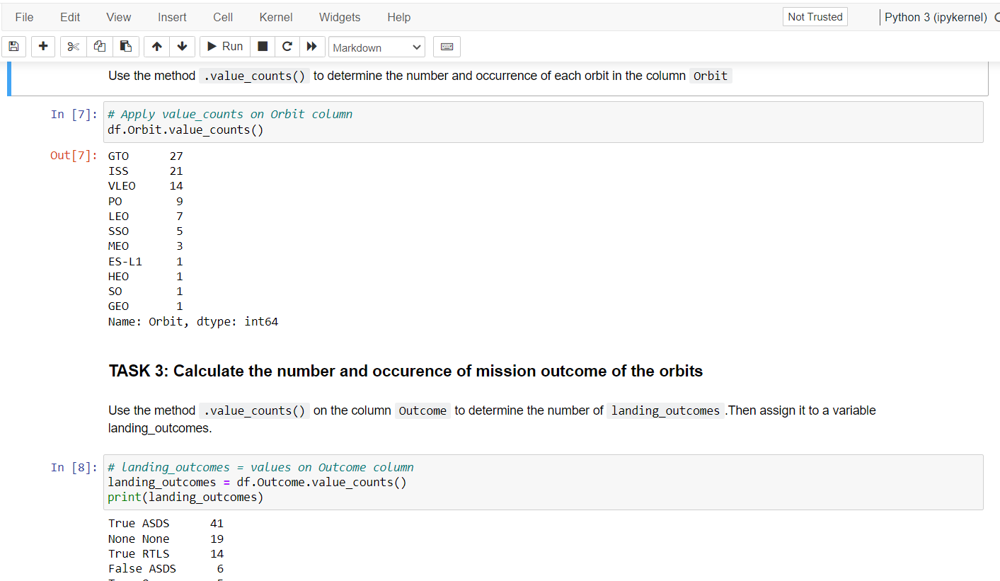 File Edit View Insert Cell Kernel Widgets Help Not Trusted Python 3 (ipykernel)
Run Markdown
Use the method .value_counts() to determine the number and occurrence of each orbit in the column Orbit
In [7]: # Apply value_counts on Orbit column
df.Orbit.value_counts()
Out[7]: GTO 27
ISS 21
VLEO 14
PO 9
LEO 7
SSO 5
MEO 3
ES-L1 1
HEO 1
SO 1
GEO 1
Name: Orbit, dtype: int64
TASK 3: Calculate the number and occurence of mission outcome of the orbits
Use the method .value_counts() on the column Outcome to determine the number of landing_outcomes .Then assign it to a variable
landing_outcomes.
In [8]: # landing_outcomes = values on Outcome column
landing_outcomes = df.Outcome.value_counts()
print(landing_outcomes)
True ASDS 41
None None 19
True RTLS 14
False ASDS 6